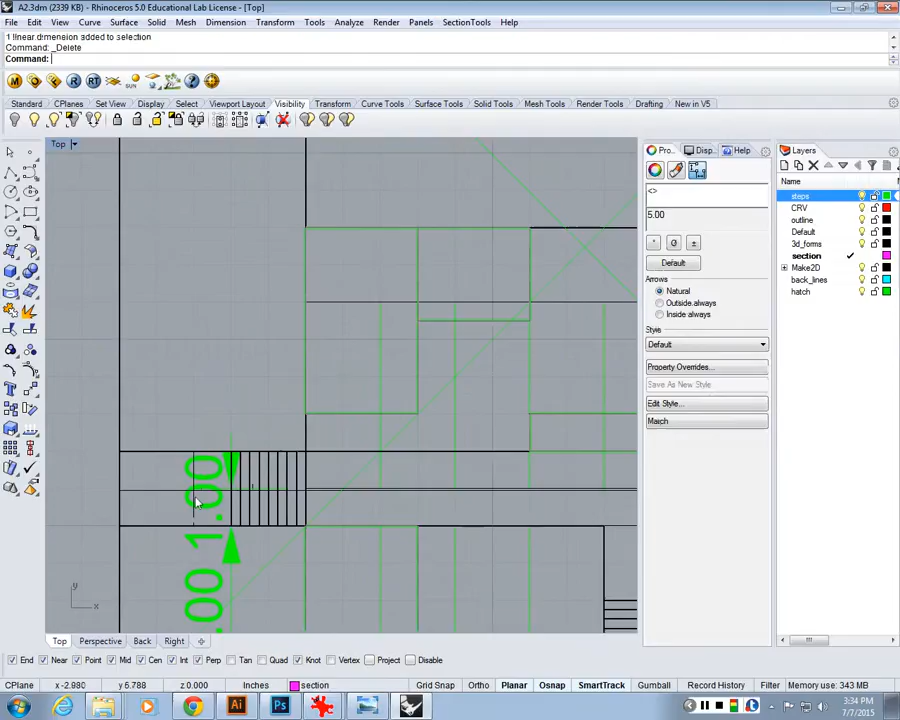 A2.3dm (2339 KB) - Rhinoceros 5.0 Educational Lab License - [Top]
File Edit View Curve Surface Solid Mesh Dimension Transform Tools Analyze Render Panels SectionTools Help
1 linear dimension added to selection
Command: _Delete
Command:
Standard CPlanes Set View Display Select Viewport Layout Visibility Transform Curve Tools Surface Tools Solid Tools Mesh Tools Render Tools Drafting New in V5
Top
Pro... Disp... Help
Layers
<>
5.00
Default
Arrows
Natural
Outside always
Inside always
Style
Default
Property Overrides...
Save As New Style
Edit Style...
Match
Name
steps
CRV
outline
Default
3d_forms
section
Make2D
back_lines
hatch
1.00
.00
y
x
Top Perspective Back Right
End Near Point Mid Cen Int Perp Tan Quad Knot Vertex Project Disable
CPlane x -2.980 y 6.788 z 0.000 Inches section Grid Snap Ortho Planar Osnap SmartTrack Gumball Record History Filter Memory use: 343 MB
3:34 PM
7/7/2015